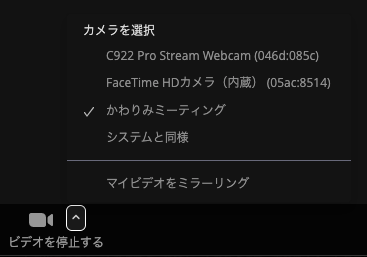 カメラを選択
C922 Pro Stream Webcam (046d:085c)
FaceTime HDカメラ（内蔵） (05ac:8514)
かわりみミーティング
システムと同様
マイビデオをミラーリング
ビデオを停止する